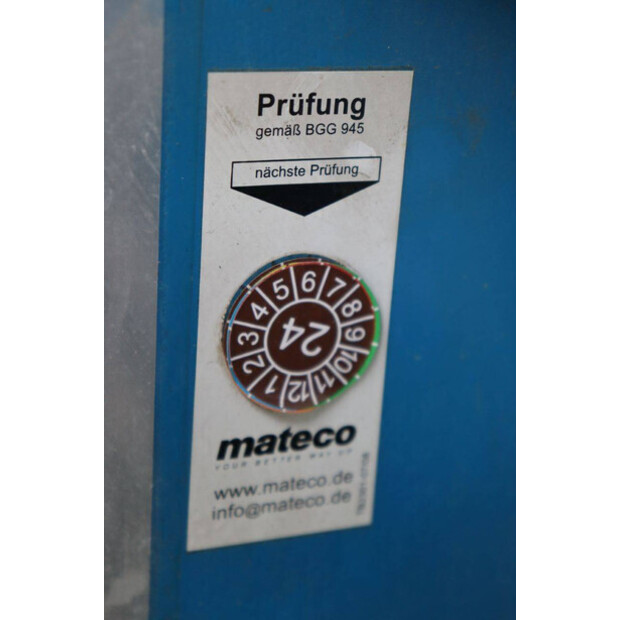 Prüfung
gemäß BGG 945
nächste Prüfung
1 2 3 4 5 6 7 8 9 10 11 12
24
mateco
YOUR BETTER WAY UP
www.mateco.de
info@mateco.de